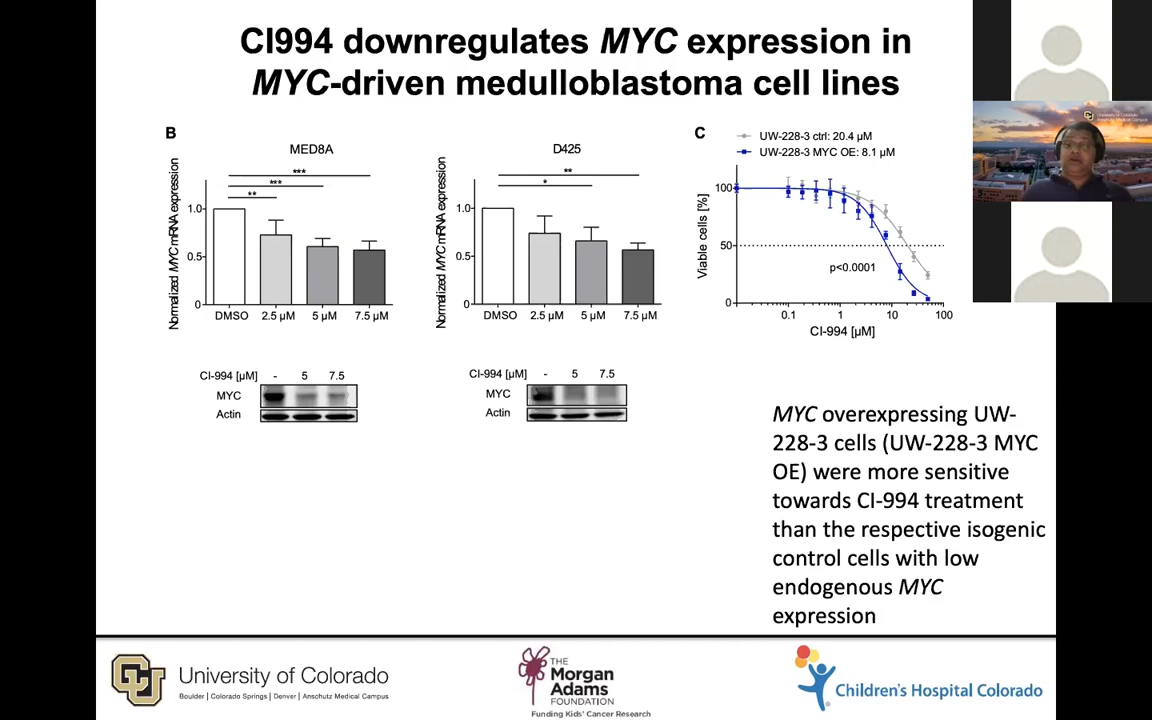 CI994 downregulates MYC expression in
MYC-driven medulloblastoma cell lines
B
MED8A
Normalized MYC mRNA expression
***
***
**
1.0
0.5
0
DMSO 2.5 µM 5 µM 7.5 µM
D425
Normalized MYC mRNA expression
**
*
1.0
0.5
0
DMSO 2.5 µM 5 µM 7.5 µM
CI-994 [µM] - 5 7.5
MYC
Actin
CI-994 [µM] - 5 7.5
MYC
Actin
C
UW-228-3 ctrl: 20.4 µM
UW-228-3 MYC OE: 8.1 µM
Viable cells [%]
100
50
0
p<0.0001
0.1 1 10 100
CI-994 [µM]
MYC overexpressing UW-
228-3 cells (UW-228-3 MYC
OE) were more sensitive
towards CI-994 treatment
than the respective isogenic
control cells with low
endogenous MYC
expression
CU
University of Colorado
Boulder | Colorado Springs | Denver | Anschutz Medical Campus
THE
Morgan
Adams
FOUNDATION
Funding Kids' Cancer Research
Children's Hospital Colorado
University of Colorado
Anschutz Medical Campus